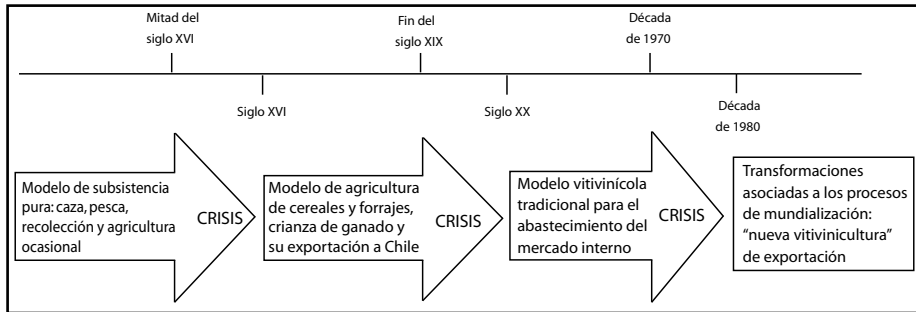 Mitad del
siglo XVI
Fin del
siglo XIX
Década
de 1970
Siglo XVI
Siglo XX
Década
de 1980
Modelo de subsistencia
pura: caza, pesca,
recolección y agricultura
ocasional
CRISIS
Modelo de agricultura
de cereales y forrajes,
crianza de ganado y
su exportación a Chile
CRISIS
Modelo vitivinícola
tradicional para el
abastecimiento del
mercado interno
CRISIS
Transformaciones
asociadas a los procesos
de mundialización:
“nueva vitivinicultura”
de exportación